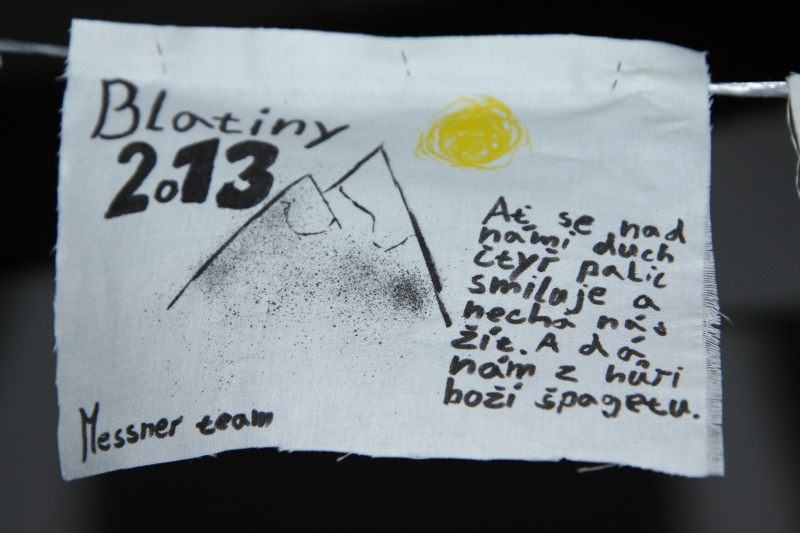 Blatiny
2013
Ať se nad
námi duch
čtyř palic
smiluje a
nechá nás
žít. A dá
nám z hůři
boží špagetu.
Messner team